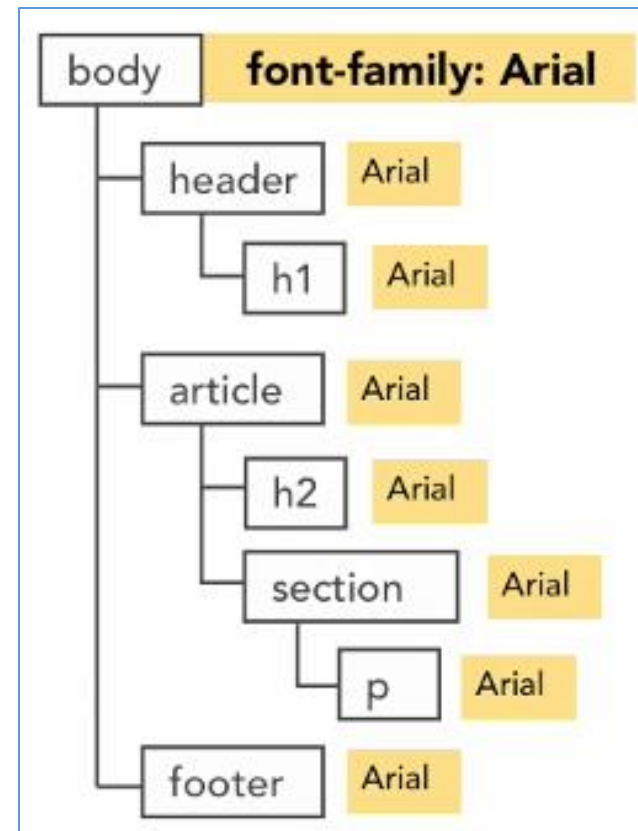 body font-family: Arial
header Arial
h1 Arial
article Arial
h2 Arial
section Arial
p Arial
footer Arial